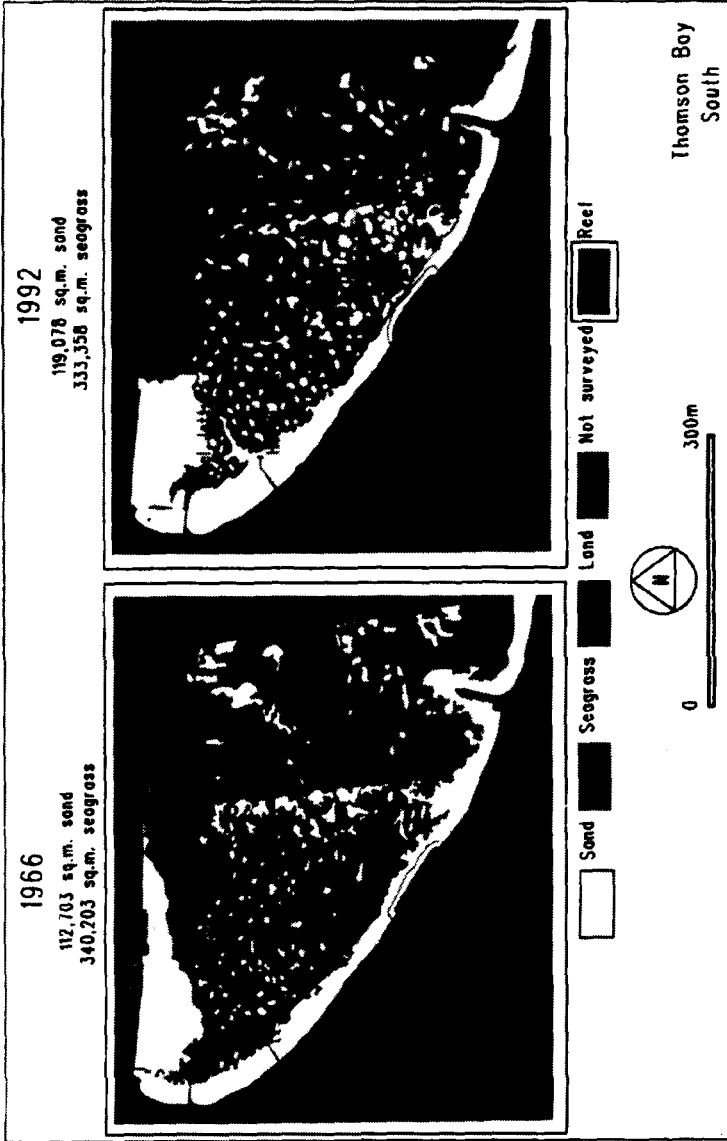 1966
112,703 sq.m. sand
340,203 sq.m. seagrass
1992
119,078 sq.m. sand
333,358 sq.m. seagrass
Sand Seagrass Land Not surveyed Reef
N
0 300m
Thomson Bay
South